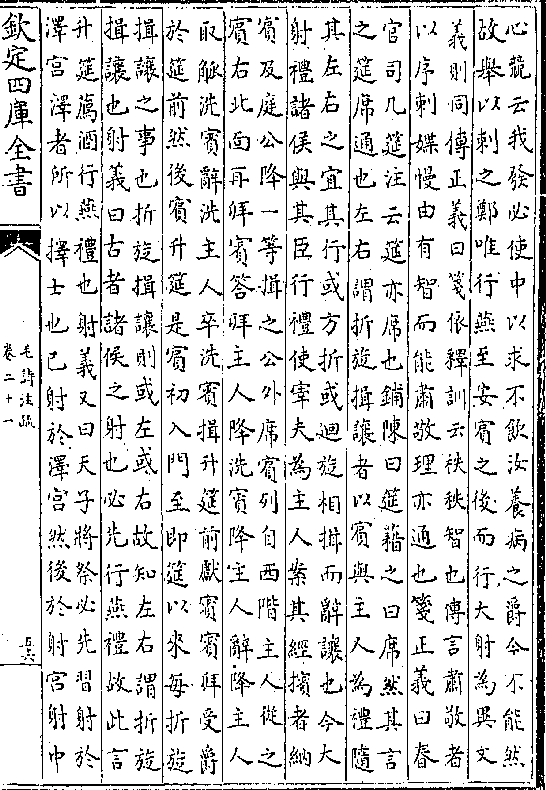 心競云我發必使中以求不飲汝養病之爵今不能然
故舉以刺之鄭唯行燕至安賓之後而行大射為異文
義則同傳正義曰箋依釋訓云秩秩智也傳言肅敬者
以序刺媟慢由有智而能肅敬理亦通也箋正義曰春
官司几筵注云筵亦席也鋪陳曰筵藉之曰席然其言
之筵席通也左右謂折旋揖讓者以賓與主人為禮隨
其左右之宜其行或方折或迴旋相揖而辭讓也今大
射禮諸侯與其臣行禮使宰夫為主人案其經擯者納
賓及庭公降一等揖之公升席賓列自西階主人從之
賓右北面再拜賓答拜主人降洗賓降主人辭降主人
取觚洗賓辭洗主人卒洗賓揖升筵前獻賓賓拜受爵
於筵前然後賓升筵是賓初入門至即筵以來每折旋
揖讓之事也折旋揖讓則或左或右故知左右謂折旋
揖讓也射義曰古者諸侯之射也必先行燕禮故此言
升筵薦酒行燕禮也射義又曰天子將祭必先習射於
澤宮澤者所以擇士也已射於澤宮然後於射宮射中
欽定四庫全書
毛詩注疏
卷二十一